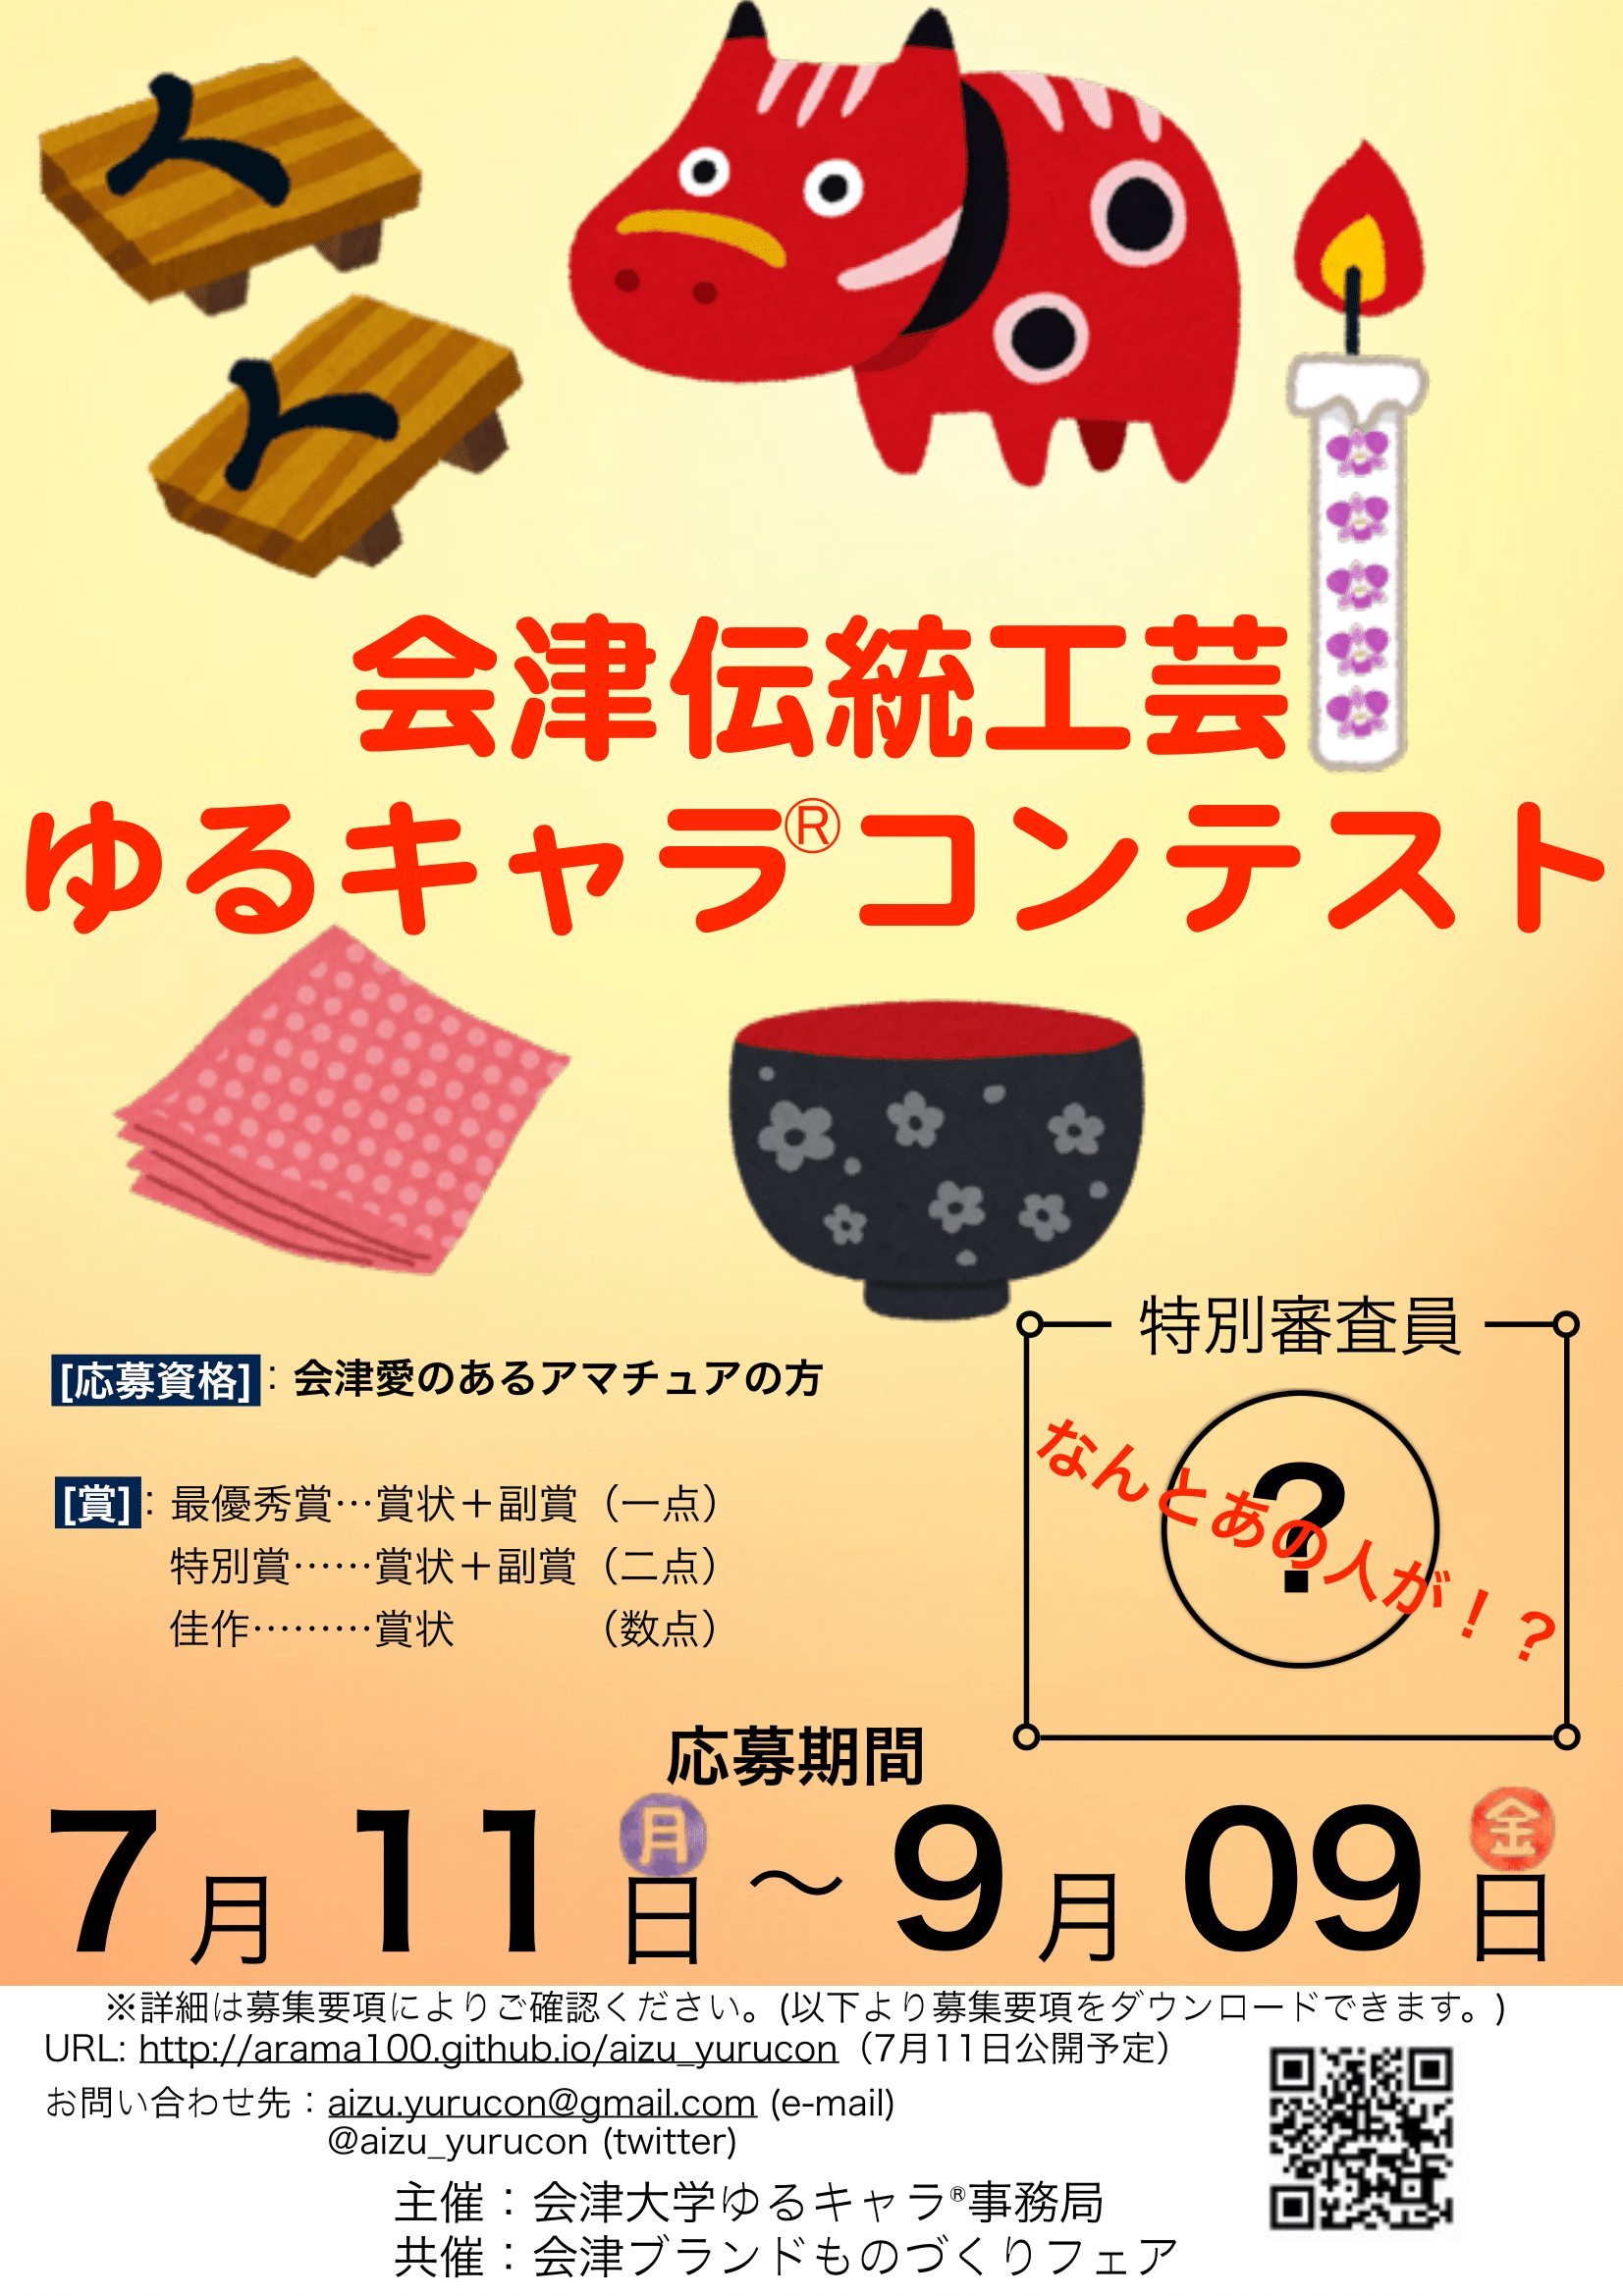 会津伝統工芸
ゆるキャラ®コンテスト
[応募資格]：会津愛のあるアマチュアの方
[賞]：最優秀賞…賞状＋副賞（一点）
特別賞……賞状＋副賞（二点）
佳作………賞状（数点）
特別審査員
?
なんとあの人が！？
応募期間
7月 11日㊊ ～ 9月 09日㊎
※詳細は募集要項によりご確認ください。(以下より募集要項をダウンロードできます。)
URL: http://arama100.github.io/aizu_yurucon（7月11日公開予定）
お問い合わせ先：aizu.yurucon@gmail.com (e-mail)
@aizu_yurucon (twitter)
主催：会津大学ゆるキャラ®事務局
共催：会津ブランドものづくりフェア